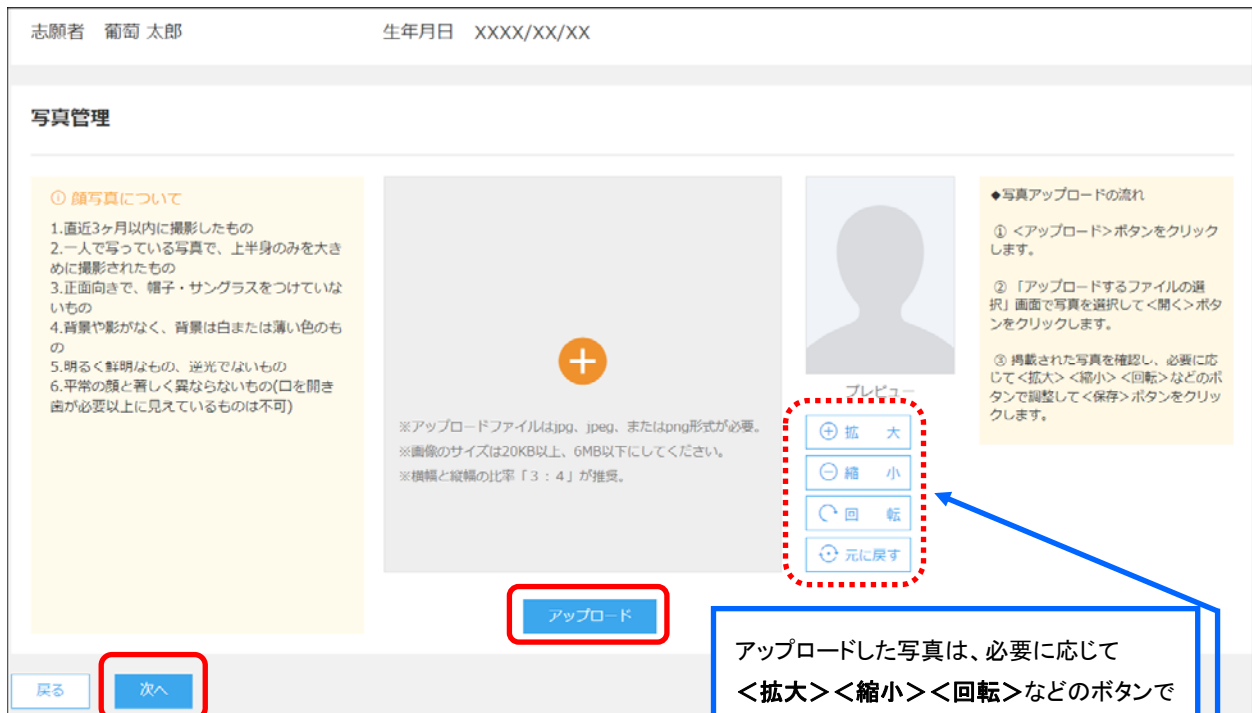 志願者 葡萄 太郎 生年月日 XXXX/XX/XX
写真管理
① 顔写真について
1.直近3ヶ月以内に撮影したもの
2.一人で写っている写真で、上半身のみを大き
めに撮影されたもの
3.正面向きで、帽子・サングラスをつけていな
いもの
4.背景や影がなく、背景は白または薄い色のも
の
5.明るく鮮明なもの、逆光でないもの
6.平常の顔と著しく異ならないもの(口を開き
歯が必要以上に見えているものは不可)
※アップロードファイルはjpg、jpeg、またはpng形式が必要。
※画像のサイズは20KB以上、6MB以下にしてください。
※横幅と縦幅の比率「3:4」が推奨。
アップロード
プレビュー
拡 大
縮 小
回 転
元に戻す
◆写真アップロードの流れ
① <アップロード>ボタンをクリック
します。
② 「アップロードするファイルの選
択」画面で写真を選択して<開く>ボタ
ンをクリックします。
③ 掲載された写真を確認し、必要に応
じて<拡大> <縮小> <回転>などのボ
タンで調整して<保存>ボタンをクリッ
クします。
アップロードした写真は、必要に応じて
<拡大><縮小><回転>などのボタンで
戻る
次へ